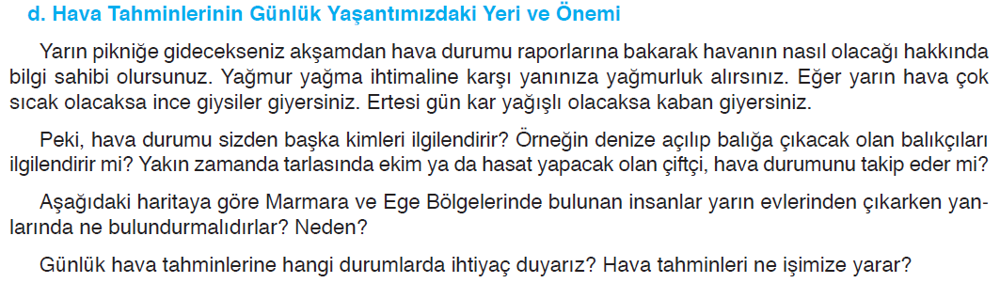 d. Hava Tahminlerinin Günlük Yaşantımızdaki Yeri ve Önemi
Yarın pikniğe gidecekseniz akşamdan hava durumu raporlarına bakarak havanın nasıl olacağı hakkında
bilgi sahibi olursunuz. Yağmur yağma ihtimaline karşı yanınıza yağmurluk alırsınız. Eğer yarın hava çok
sıcak olacaksa ince giysiler giyersiniz. Ertesi gün kar yağışlı olacaksa kaban giyersiniz.
Peki, hava durumu sizden başka kimleri ilgilendirir? Örneğin denize açılıp balığa çıkacak olan balıkçıları
ilgilendirir mi? Yakın zamanda tarlasında ekim ya da hasat yapacak olan çiftçi, hava durumunu takip eder mi?
Aşağıdaki haritaya göre Marmara ve Ege Bölgelerinde bulunan insanlar yarın evlerinden çıkarken yan-
larında ne bulundurmalıdırlar? Neden?
Günlük hava tahminlerine hangi durumlarda ihtiyaç duyarız? Hava tahminleri ne işimize yarar?